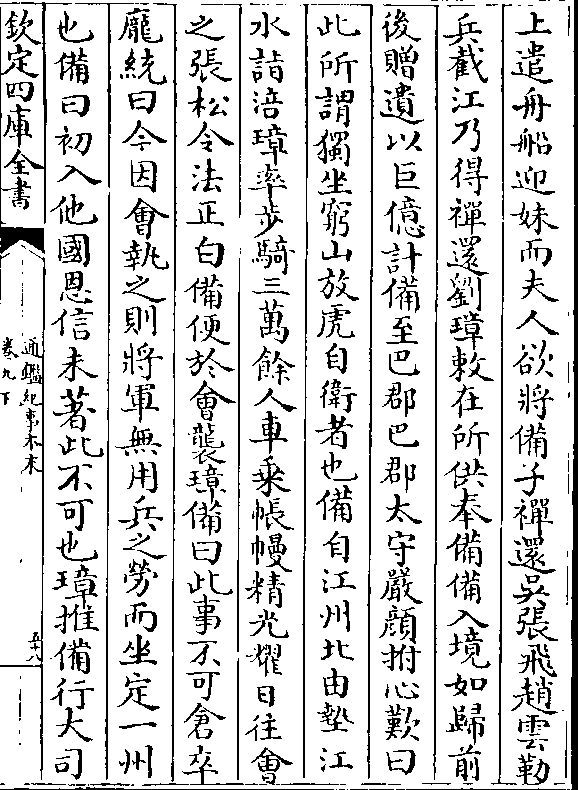 上遣舟船迎妹而夫人欲將備子禪還吳張飛趙雲勒
兵截江乃得禪還劉璋敕在所供奉備備入境如歸前
後贈遺以巨億計備至巴郡巴郡太守嚴顔拊心歎曰
此所謂獨坐窮山放虎自衛者也備自江州北由墊江
水詣涪璋率步騎三萬餘人車乘帳幔精光耀日往會
之張松令法正白備便於會襲璋備曰此事不可倉卒
龐統曰今因會執之則將軍無用兵之勞而坐定一州
也備曰初入他國恩信未著此不可也璋推備行大司
欽定四庫全書
通鑑紀事本末
卷九下
五十八